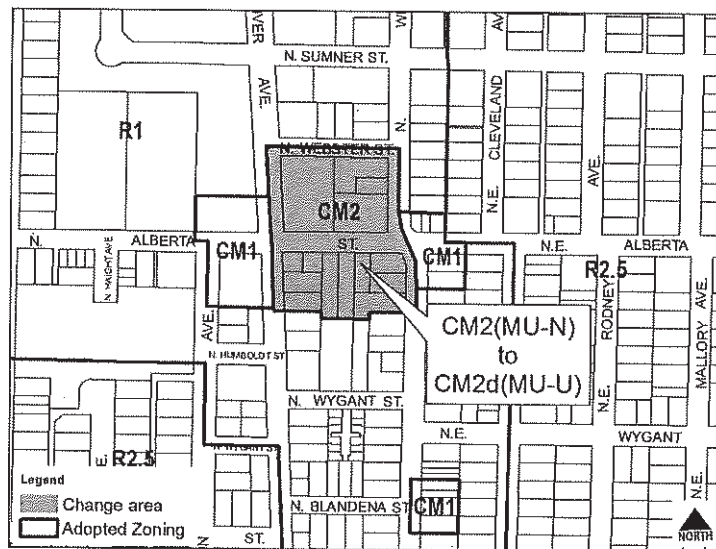 VER
AVE.
N. SUMNER ST.
M
N.
AV
R1
N. WEBSTER ST.
N.E. CLEVELAND
AVE.
CM2
N. ALBERTA ST.
N.E. ALBERTA
CM1
CM1
R2.5
N. HAIGHT AVE
AVE.
N. HUMBOLDT ST
CM2(MU-N)
to
CM2d(MU-U)
N.E. RODNEY
MALLORY AVE.
N. WYGANT ST.
N.E. WYGANT
R2.5
N.E.
CM1
N. BLANDENA ST
ST.
N
Legend
Change area
Adopted Zoning
NORTH